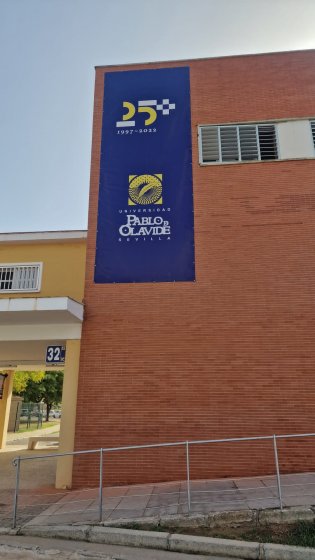 25
1997-2022
UNIVERSIDAD
PABLO DE
OLAVIDE
SEVILLA
32